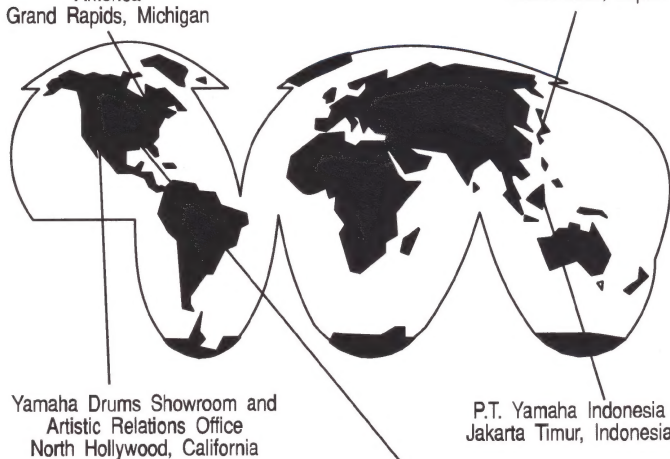 Grand Rapids, Michigan
Yamaha Drums Showroom and
Artistic Relations Office
North Hollywood, California
P.T. Yamaha Indonesia
Jakarta Timur, Indonesia